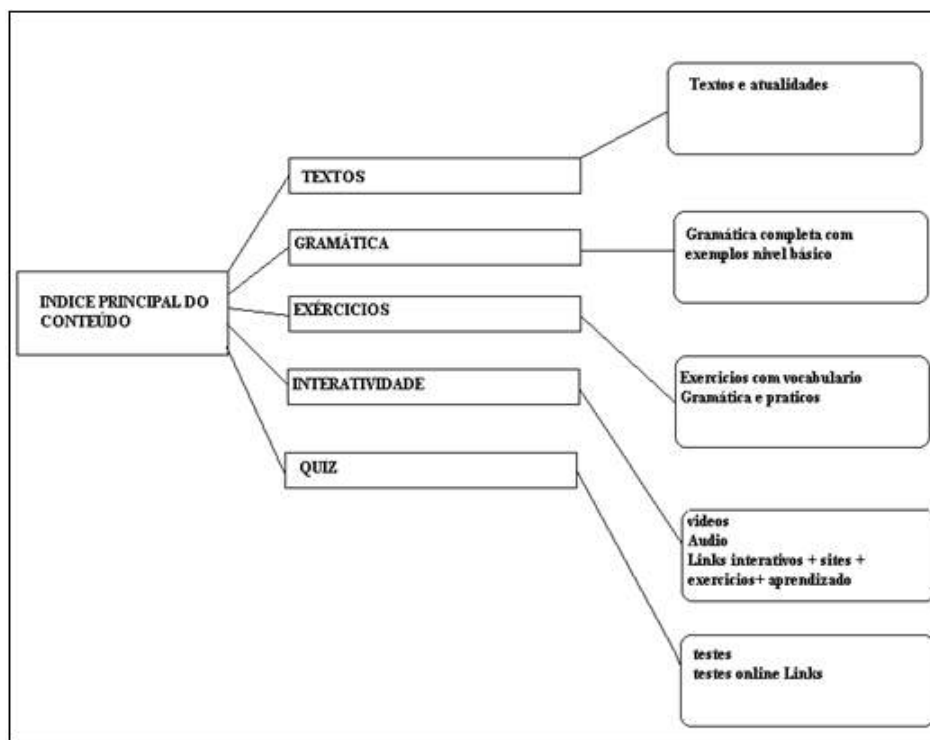 INDICE PRINCIPAL DO
CONTEÚDO
TEXTOS
GRAMÁTICA
EXÉRCICIOS
INTERATIVIDADE
QUIZ
Textos e atualidades
Gramática completa com
exemplos nivel básico
Exercicios com vocabulario
Gramática e praticos
videos
Audio
Links interativos + sites +
exercicios+ aprendizado
testes
testes online Links